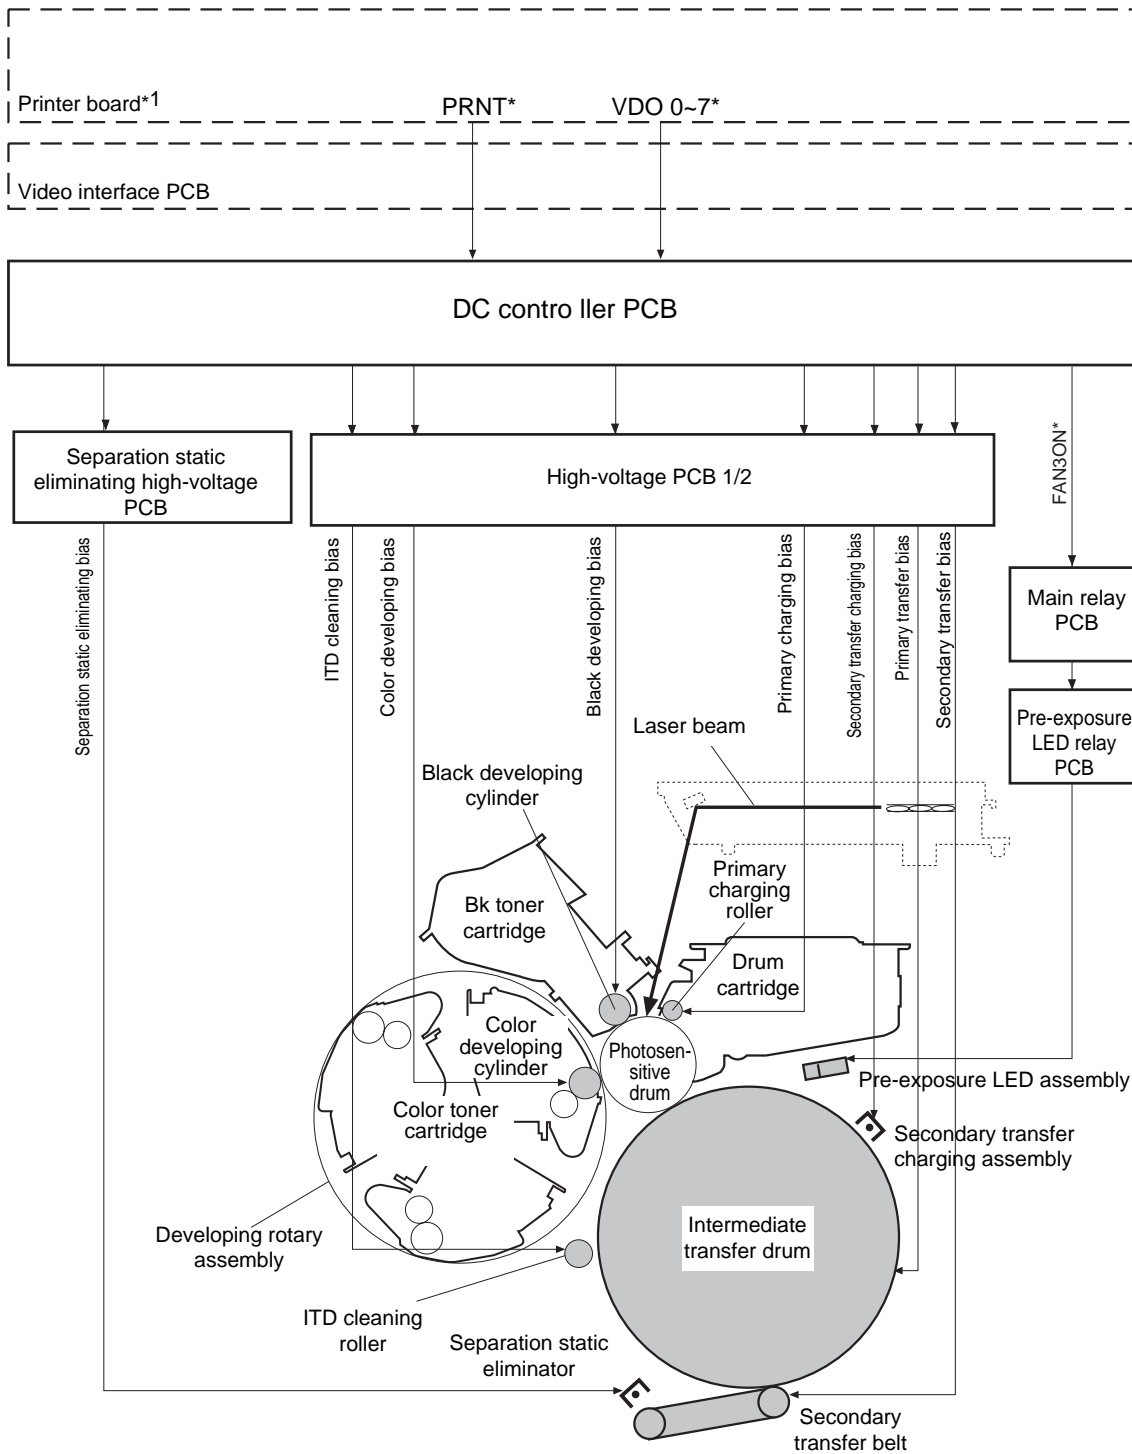 PRNT*
VDO 0~7*
Printer board*1
Video interface PCB
DC contro ller PCB
Separation static
eliminating high-voltage
PCB
High-voltage PCB 1/2
FAN3ON*
Separation static eliminating bias
ITD cleaning bias
Color developing bias
Black developing bias
Primary charging bias
Secondary transfer charging bias
Primary transfer bias
Secondary transfer bias
Main relay
PCB
Pre-exposure
LED relay
PCB
Laser beam
Black developing
cylinder
Primary
charging
roller
Bk toner
cartridge
Drum
cartridge
Color
developing
cylinder
Photosen-
sitive
drum
Pre-exposure LED assembly
Color toner
cartridge
Secondary transfer
charging assembly
Developing rotary
assembly
Intermediate
transfer drum
ITD cleaning
roller
Separation static
eliminator
Secondary
transfer belt